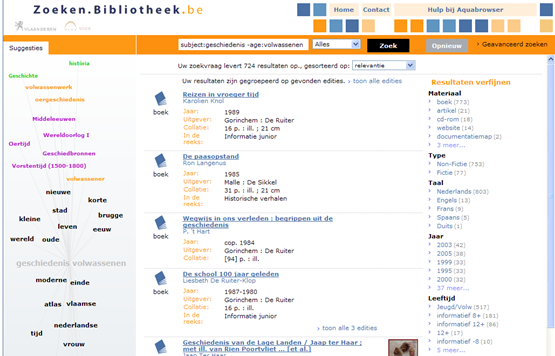 Zoeken.Bibliotheek.be
Home
Contact
Hulp bij Aquabrowser
VLAANDEREN
Suggesties
subject:geschiedenis -age:volwassenen
Alles
Zoek
Opnieuw
Geavanceerd zoeken
história
Geschichte
volwassenwerk
oergeschiedenis
Middeleeuwen
Wereldoorlog I
Oertijd
Geschiedbronnen
Vorstentijd (1500-1800)
volwassener
nieuwe
korte
stad
kleine
brugge
leven
eeuw
wereld
oude
geschiedenis volwassenen
moderne
einde
atlas
vlaamse
nederlandse
tijd
vrouw
Uw zoekvraag levert 724 resultaten op., gesorteerd op:
relevantie
Uw resultaten zijn gegroepeerd op gevonden edities.
toon alle edities
boek
Reizen in vroeger tijd
Karolien Knol
Jaar: 1989
Uitgever: Gorinchem : De Ruiter
Collatie: 16 p. : ill ; 21 cm
In de reeks: Informatie junior
boek
De paasopstand
Ron Langenus
Jaar: 1985
Uitgever: Malle : De Sikkel
Collatie: 31 p. : ill. ; 21 cm
In de reeks: Historische verhalen
boek
Wegwijs in ons verleden : begrippen uit de geschiedenis
P. 't Hart
Jaar: cop. 1984
Uitgever: Gorinchem : De Ruiter
Collatie: [94] p. : ill.
boek
De school 100 jaar geleden
Liesbeth De Ruiter-Klop
Jaar: 1987-1980
Uitgever: Gorinchem : De Ruiter
Collatie: 16 p. : ill.
In de reeks: Informatie junior
toon alle 3 edities
Geschiedenis van de Lage Landen / Jaap ter Haar ;
met ill. van Rien Poortvliet ... [et al.]
Jaap Ter Haar
Resultaten verfijnen
Materiaal
boek (773)
artikel (21)
cd-rom (18)
website (14)
documentatiemap (2)
3 meer...
Type
Non-Fictie (753)
Fictie (77)
Taal
Nederlands (803)
Engels (13)
Frans (9)
Spaans (5)
Duits (1)
Jaar
2003 (42)
2005 (38)
1999 (33)
1995 (33)
2000 (32)
37 meer...
Leeftijd
Jeugd/Volw (517)
informatief 8+ (181)
informatief 12+ (86)
12+ (17)
informatief 6+ (15)